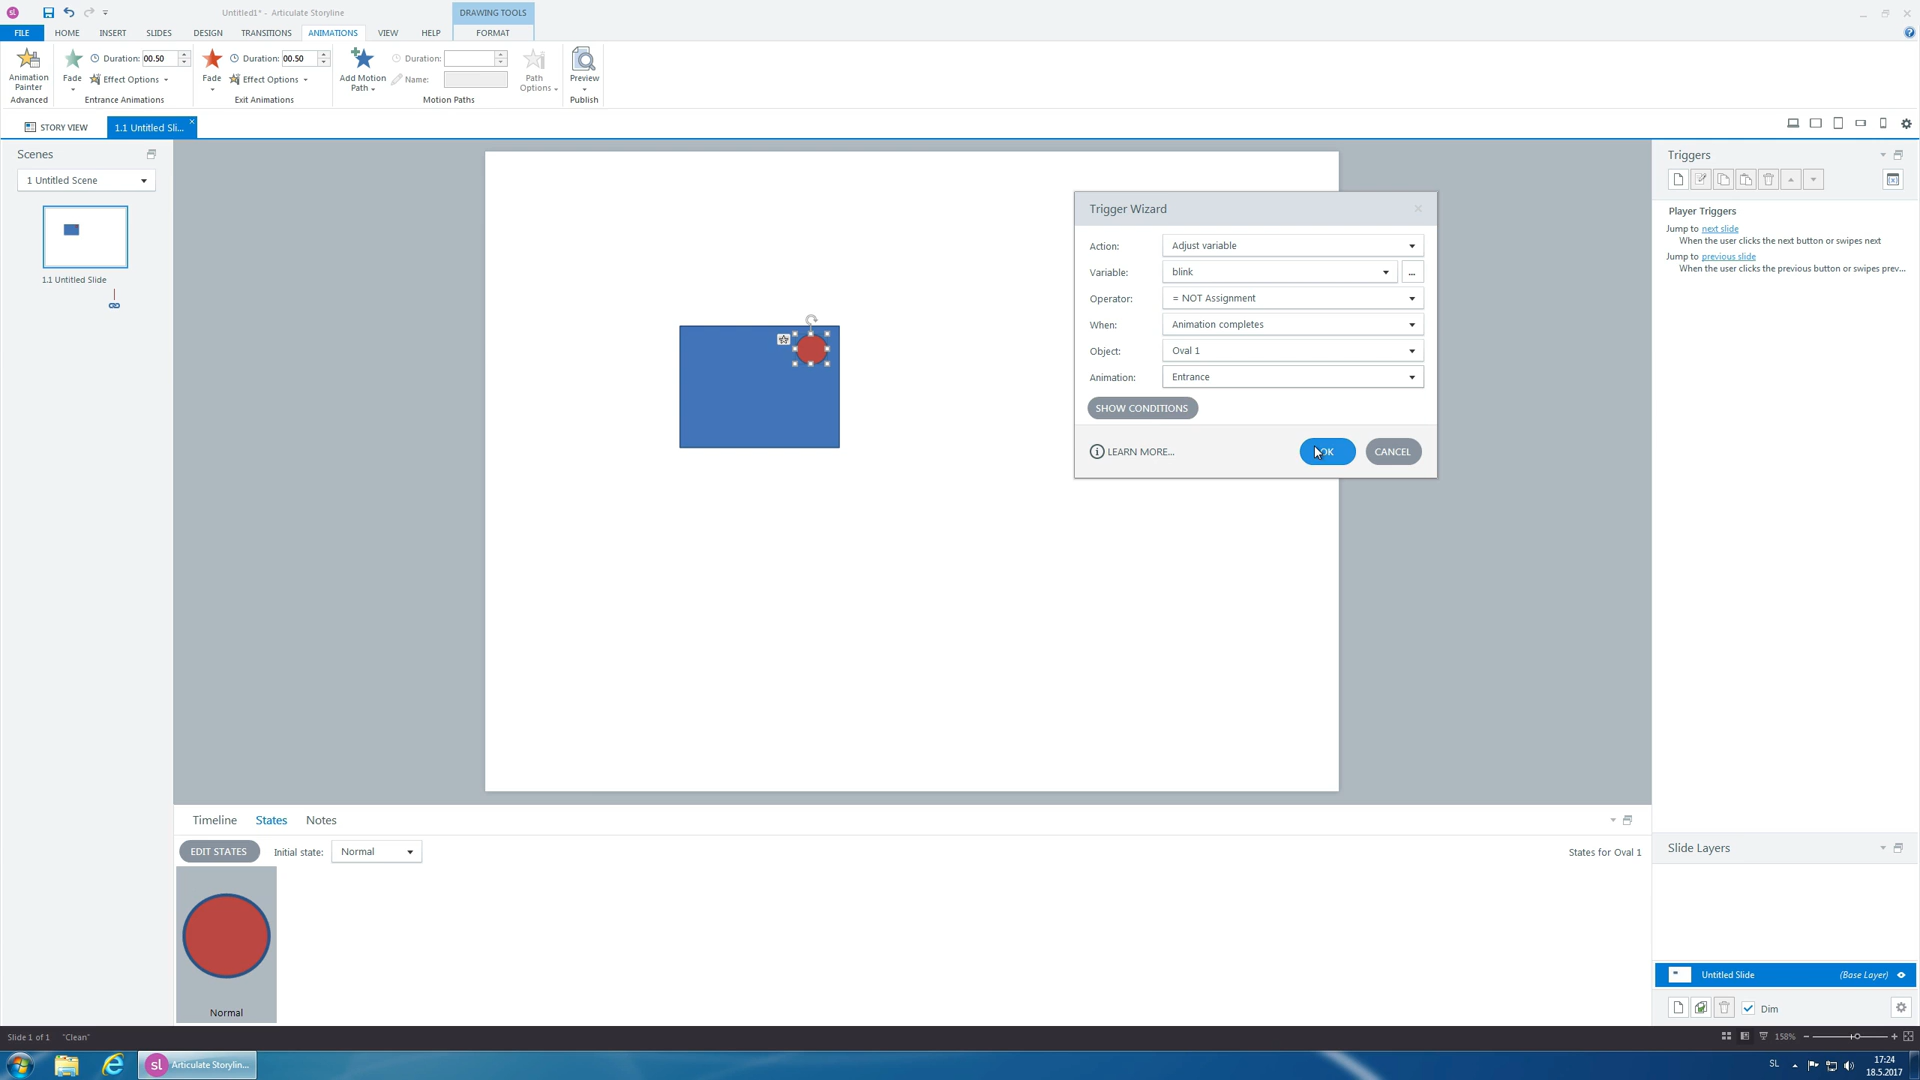 Untitled1* - Articulate Storyline
DRAWING TOOLS
FILE HOME INSERT SLIDES DESIGN TRANSITIONS ANIMATIONS VIEW HELP FORMAT
Animation Painter
Fade
Duration: 00.50
Effect Options
Fade
Duration: 00.50
Effect Options
Add Motion Path
Duration:
Name:
Path Options
Preview
Advanced
Entrance Animations
Exit Animations
Motion Paths
Publish
STORY VIEW
1.1 Untitled Sli...
Scenes
1 Untitled Scene
1.1 Untitled Slide
Trigger Wizard
Action: Adjust variable
Variable: blink ...
Operator: = NOT Assignment
When: Animation completes
Object: Oval 1
Animation: Entrance
SHOW CONDITIONS
LEARN MORE...
OK
CANCEL
Triggers
Player Triggers
Jump to next slide
When the user clicks the next button or swipes next
Jump to previous slide
When the user clicks the previous button or swipes prev...
Timeline States Notes
EDIT STATES
Initial state: Normal
States for Oval 1
Normal
Slide Layers
Untitled Slide (Base Layer)
Dim
Slide 1 of 1 "Clean"
158%
sl Articulate Storylin...
SL
17:24
18.5.2017